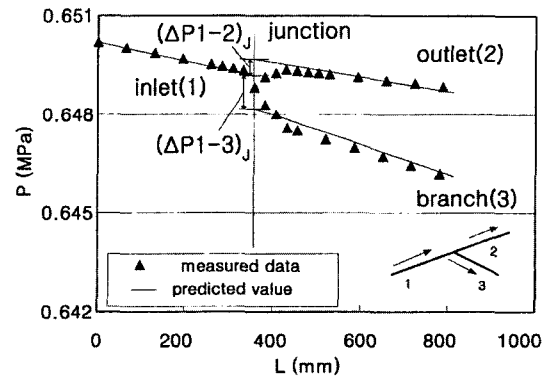 0.651
0.648
0.645
0.642
P (MPa)
(ΔP1-2)J
junction
outlet(2)
inlet(1)
(ΔP1-3)J
branch(3)
▲ measured data
— predicted value
1
2
3
0 200 400 600 800 1000
L (mm)